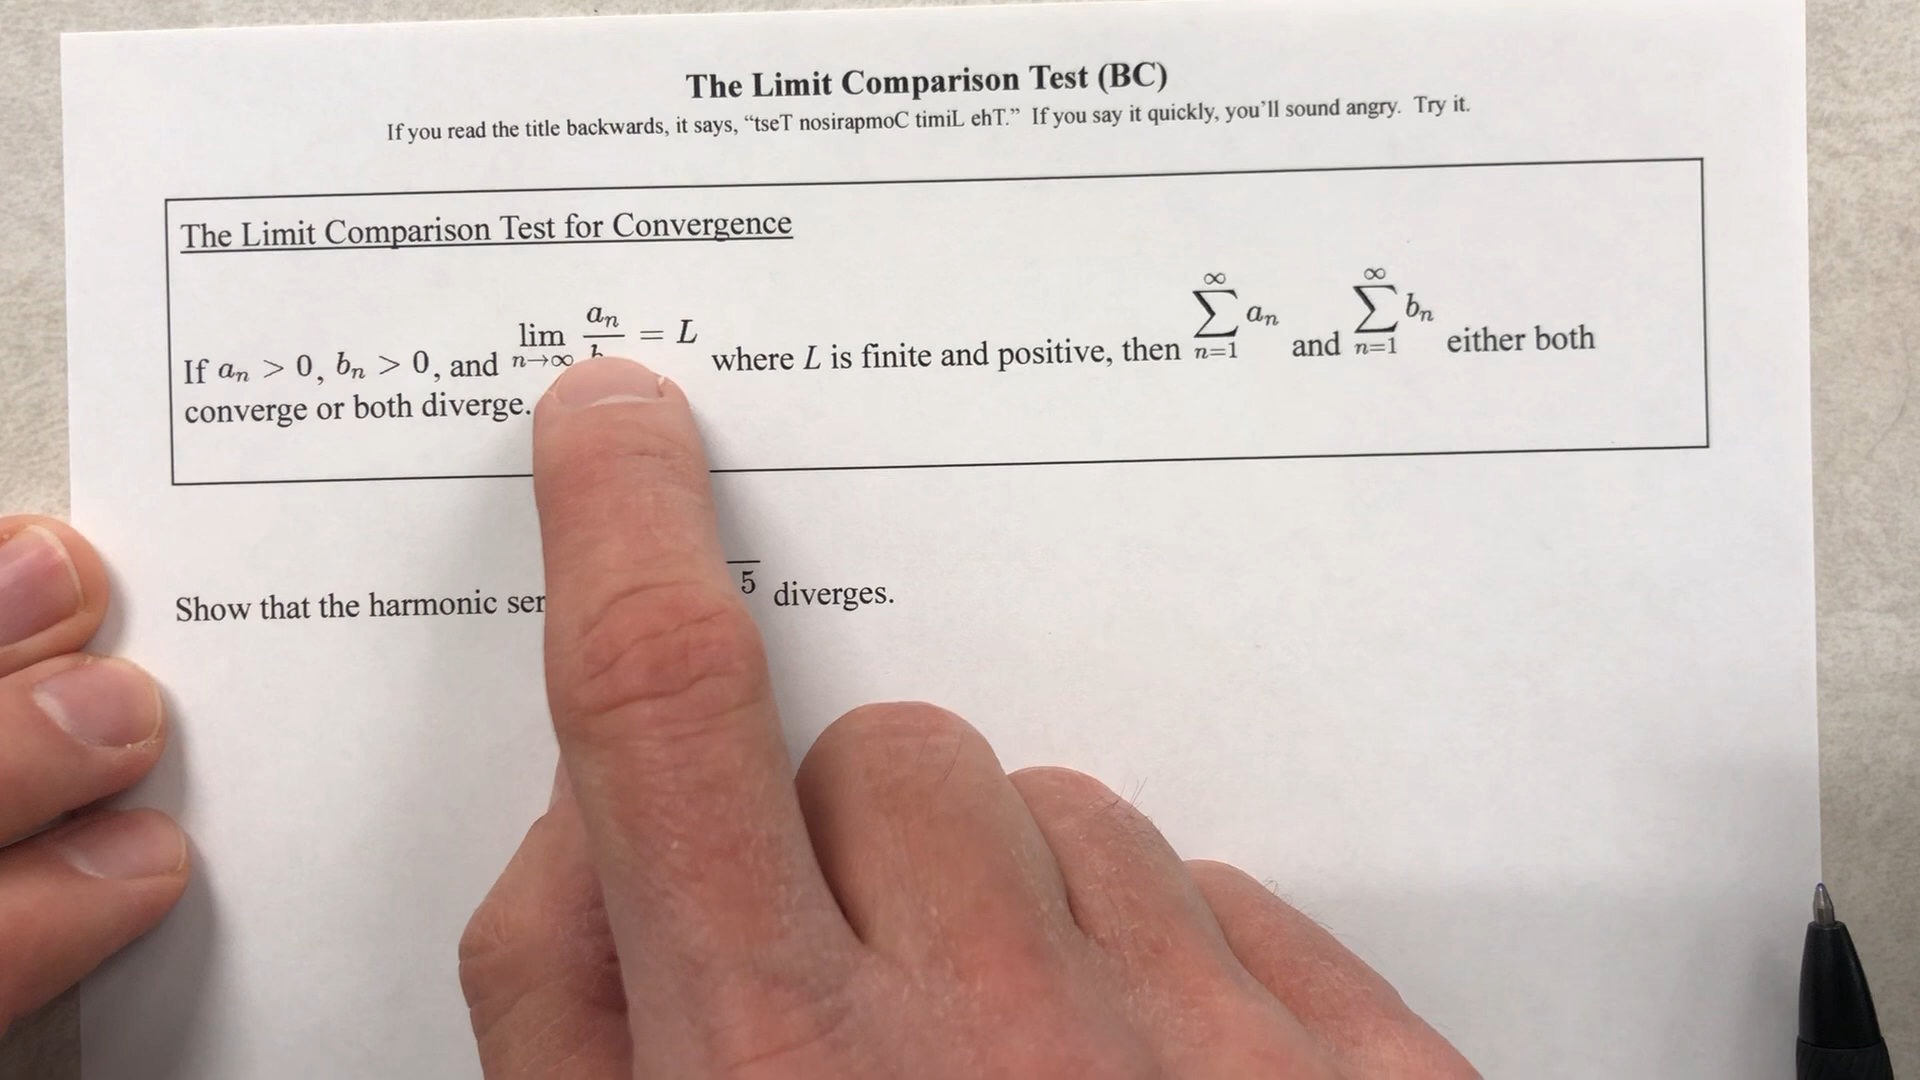 The Limit Comparison Test (BC)
If you read the title backwards, it says, “tseT nosirapmoC timiL ehT.” If you say it quickly, you’ll sound angry. Try it.
The Limit Comparison Test for Convergence
If aₙ > 0, bₙ > 0, and lim n→∞ aₙ/b = L where L is finite and positive, then ∞ ∑ n=1 aₙ and ∞ ∑ n=1 bₙ either both
converge or both diverge.
Show that the harmonic 5 diverges.